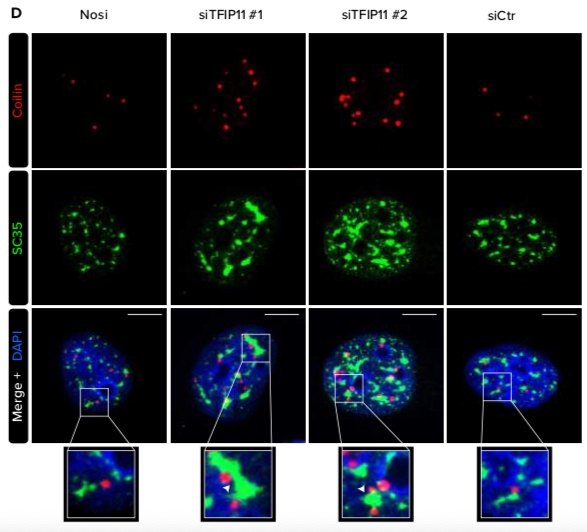 D
Nosi
siTFIP11 #1
siTFIP11 #2
siCtr
Coilin
SC35
Merge + DAPI